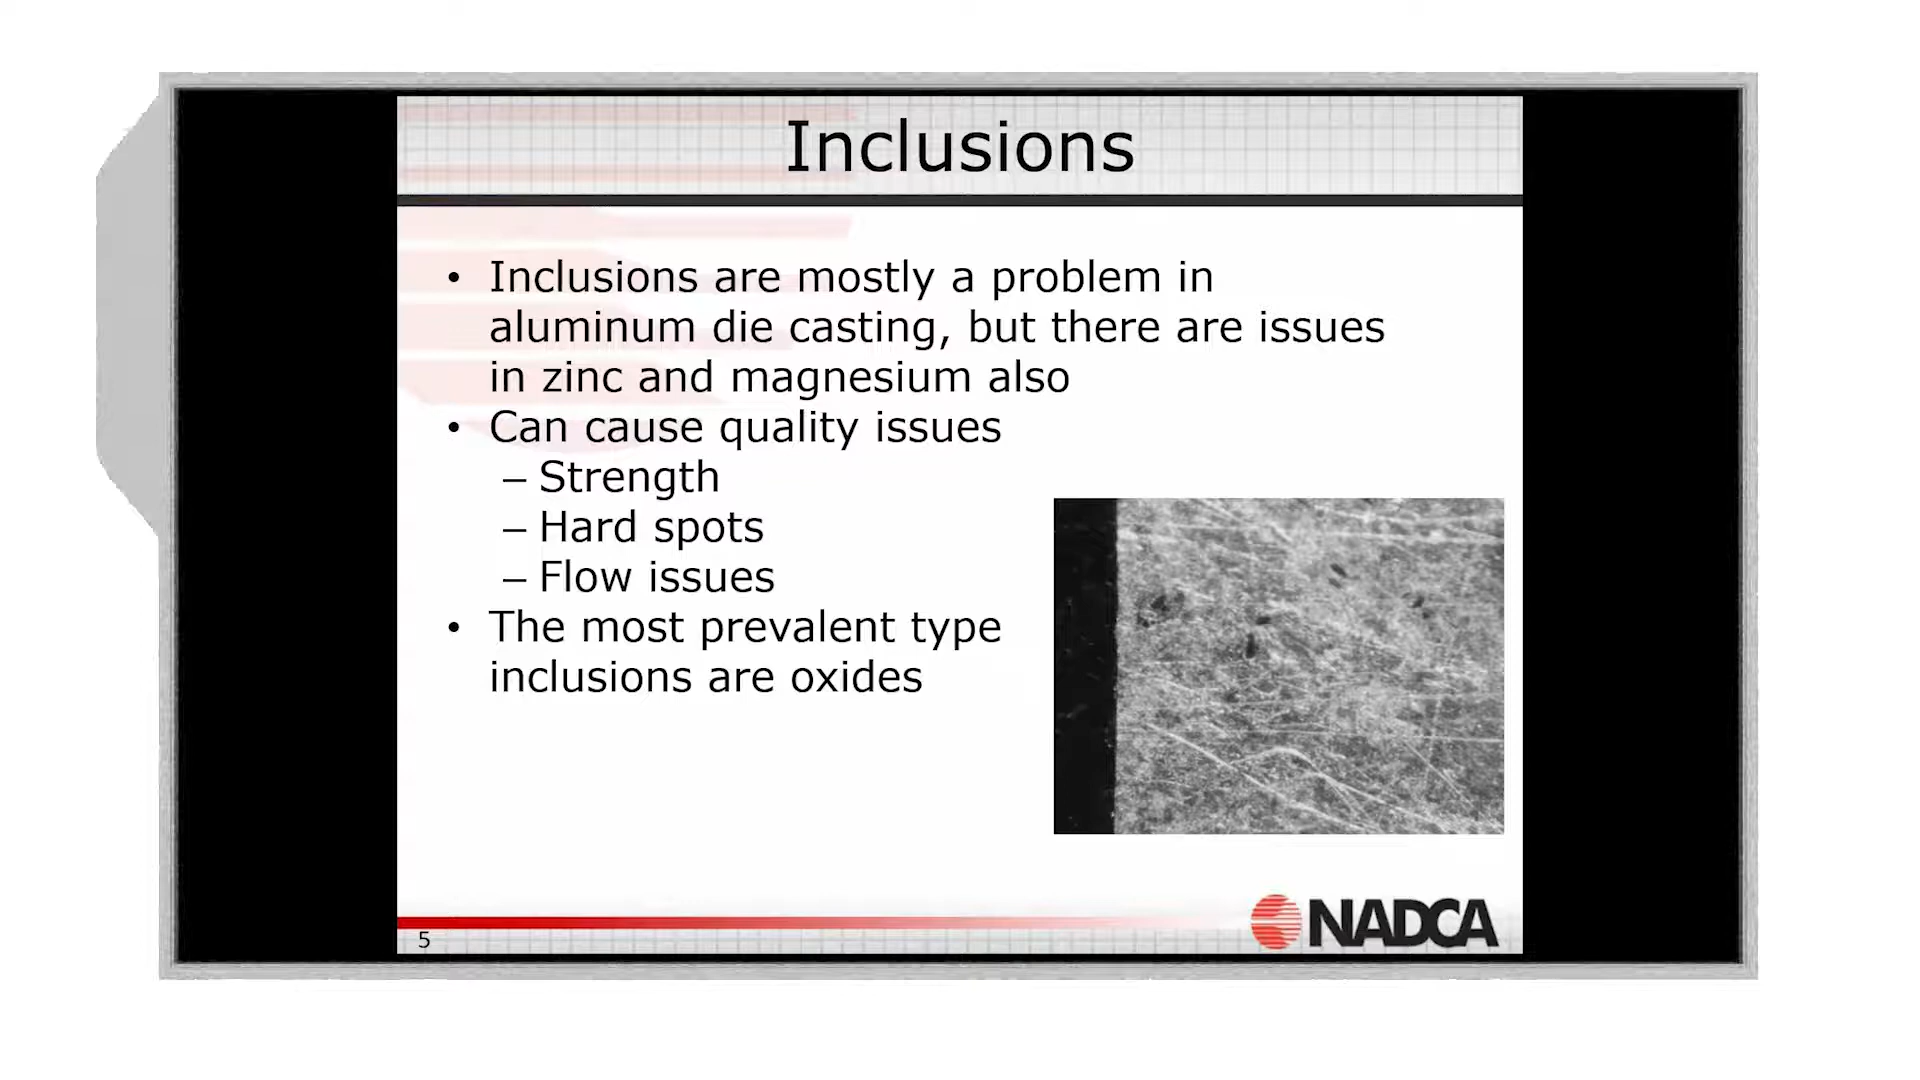 Inclusions
• Inclusions are mostly a problem in
aluminum die casting, but there are issues
in zinc and magnesium also
• Can cause quality issues
– Strength
– Hard spots
– Flow issues
• The most prevalent type
inclusions are oxides
5
NADCA